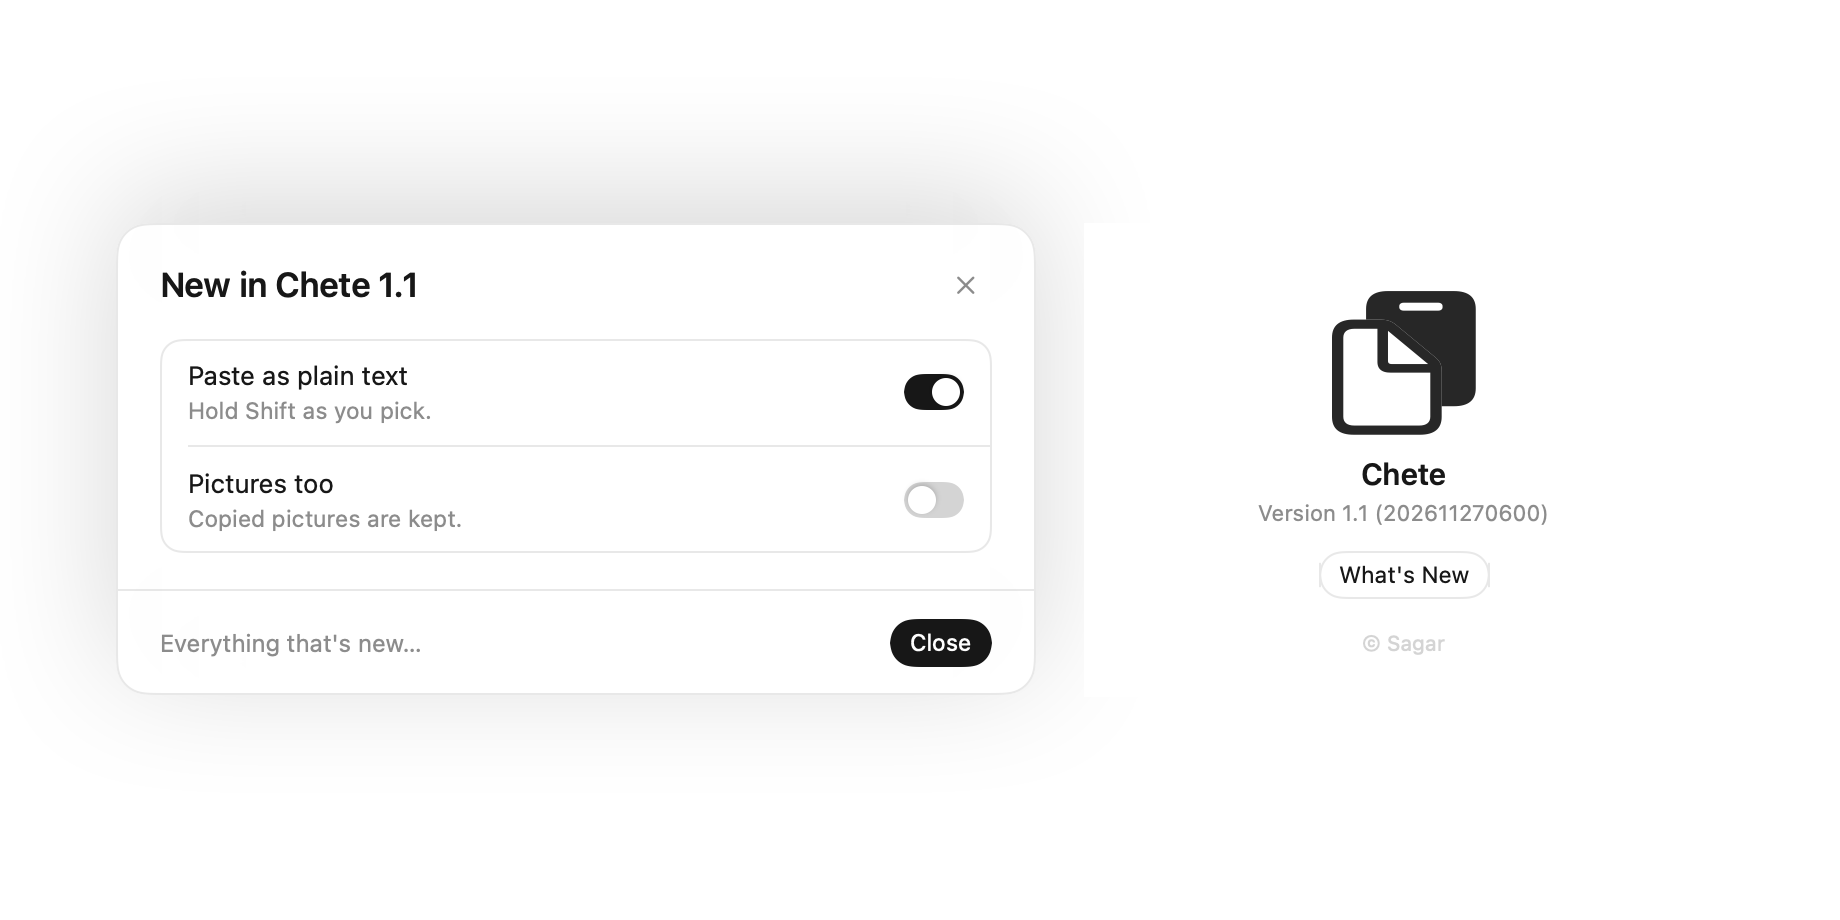 New in Chete 1.1
Paste as plain text
Hold Shift as you pick.
Pictures too
Copied pictures are kept.
Everything that's new...
Close
Chete
Version 1.1 (202611270600)
What's New
© Sagar